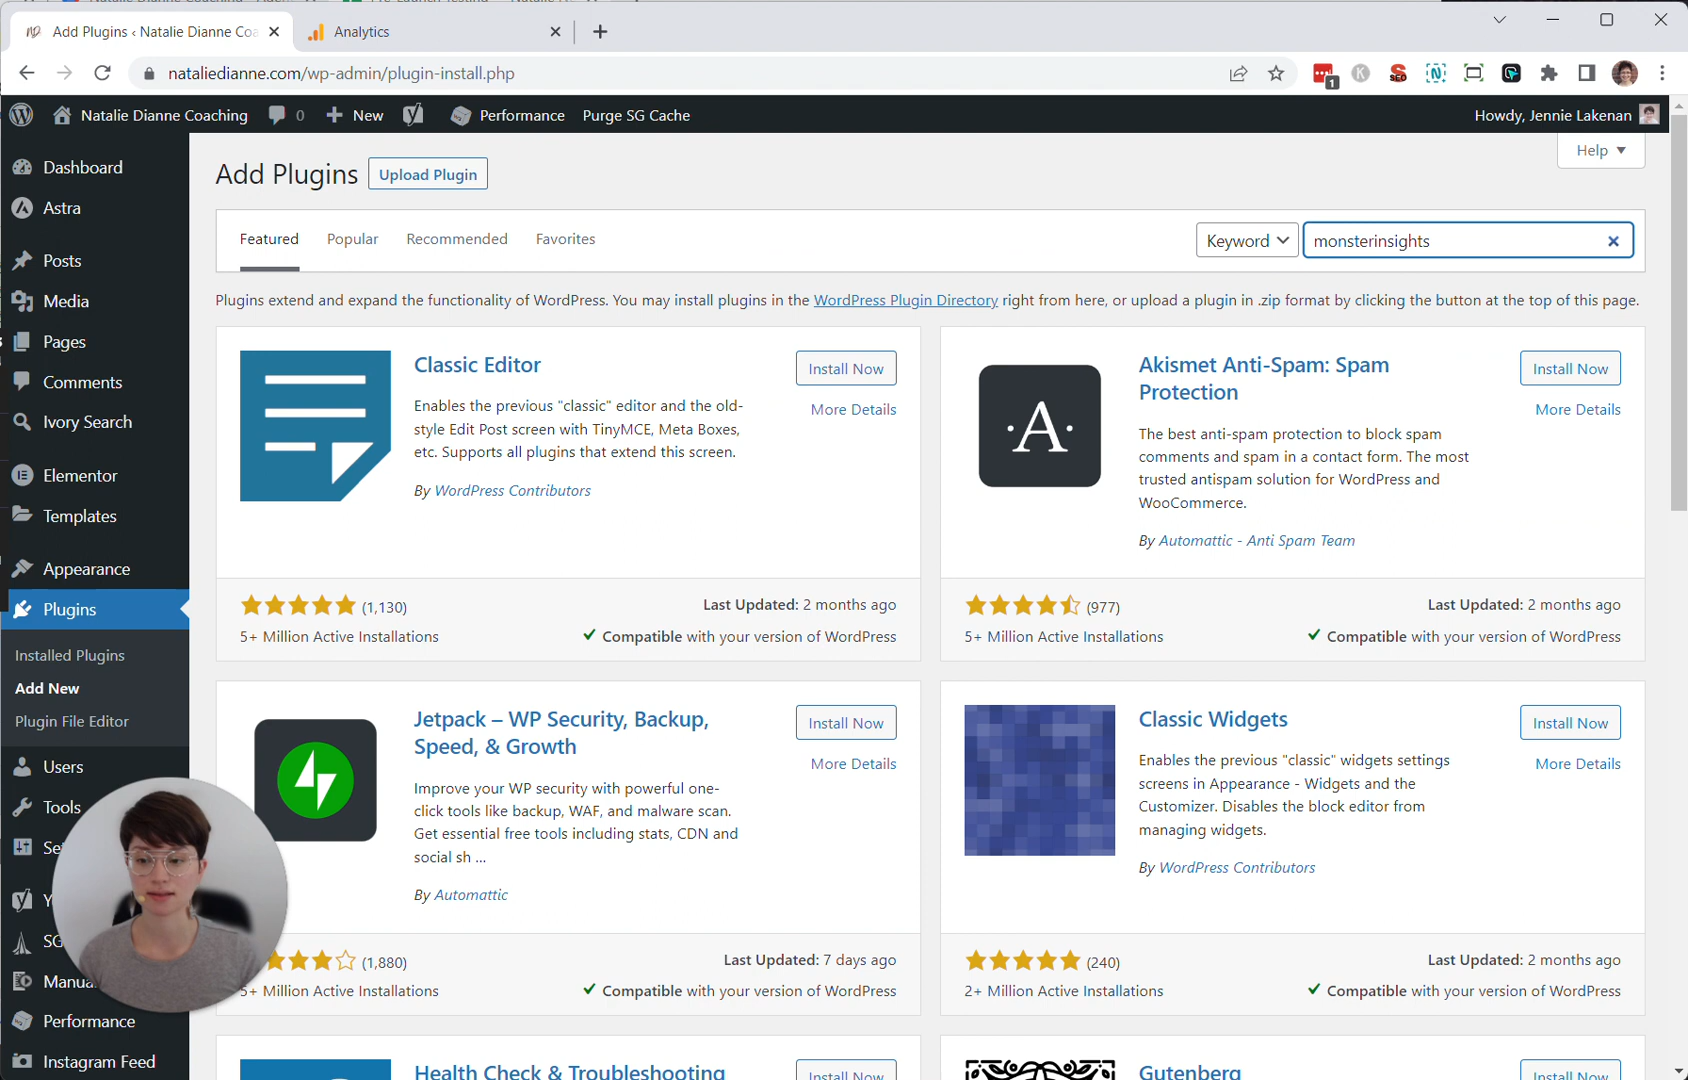 Add Plugins ‹ Natalie Dianne Coa
Analytics
nataliedianne.com/wp-admin/plugin-install.php
1
Natalie Dianne Coaching
0
New
Performance
Purge SG Cache
Howdy, Jennie Lakenan
Dashboard
Astra
Posts
Media
Pages
Comments
Ivory Search
Elementor
Templates
Appearance
Plugins
Installed Plugins
Add New
Plugin File Editor
Users
Tools
Se
Y
SG
Manua
Performance
Instagram Feed
Add Plugins
Upload Plugin
Help
Featured
Popular
Recommended
Favorites
Keyword
monsterinsights
Plugins extend and expand the functionality of WordPress. You may install plugins in the WordPress Plugin Directory right from here, or upload a plugin in .zip format by clicking the button at the top of this page.
Classic Editor
Install Now
More Details
Enables the previous "classic" editor and the old-
style Edit Post screen with TinyMCE, Meta Boxes,
etc. Supports all plugins that extend this screen.
By WordPress Contributors
(1,130)
Last Updated: 2 months ago
5+ Million Active Installations
Compatible with your version of WordPress
·A·
Akismet Anti-Spam: Spam
Protection
Install Now
More Details
The best anti-spam protection to block spam
comments and spam in a contact form. The most
trusted antispam solution for WordPress and
WooCommerce.
By Automattic - Anti Spam Team
(977)
Last Updated: 2 months ago
5+ Million Active Installations
Compatible with your version of WordPress
Jetpack – WP Security, Backup,
Speed, & Growth
Install Now
More Details
Improve your WP security with powerful one-
click tools like backup, WAF, and malware scan.
Get essential free tools including stats, CDN and
social sh ...
By Automattic
(1,880)
Last Updated: 7 days ago
5+ Million Active Installations
Compatible with your version of WordPress
Classic Widgets
Install Now
More Details
Enables the previous "classic" widgets settings
screens in Appearance - Widgets and the
Customizer. Disables the block editor from
managing widgets.
By WordPress Contributors
(240)
Last Updated: 2 months ago
2+ Million Active Installations
Compatible with your version of WordPress
Health Check & Troubleshooting
Install Now
Gutenberg
Install Now